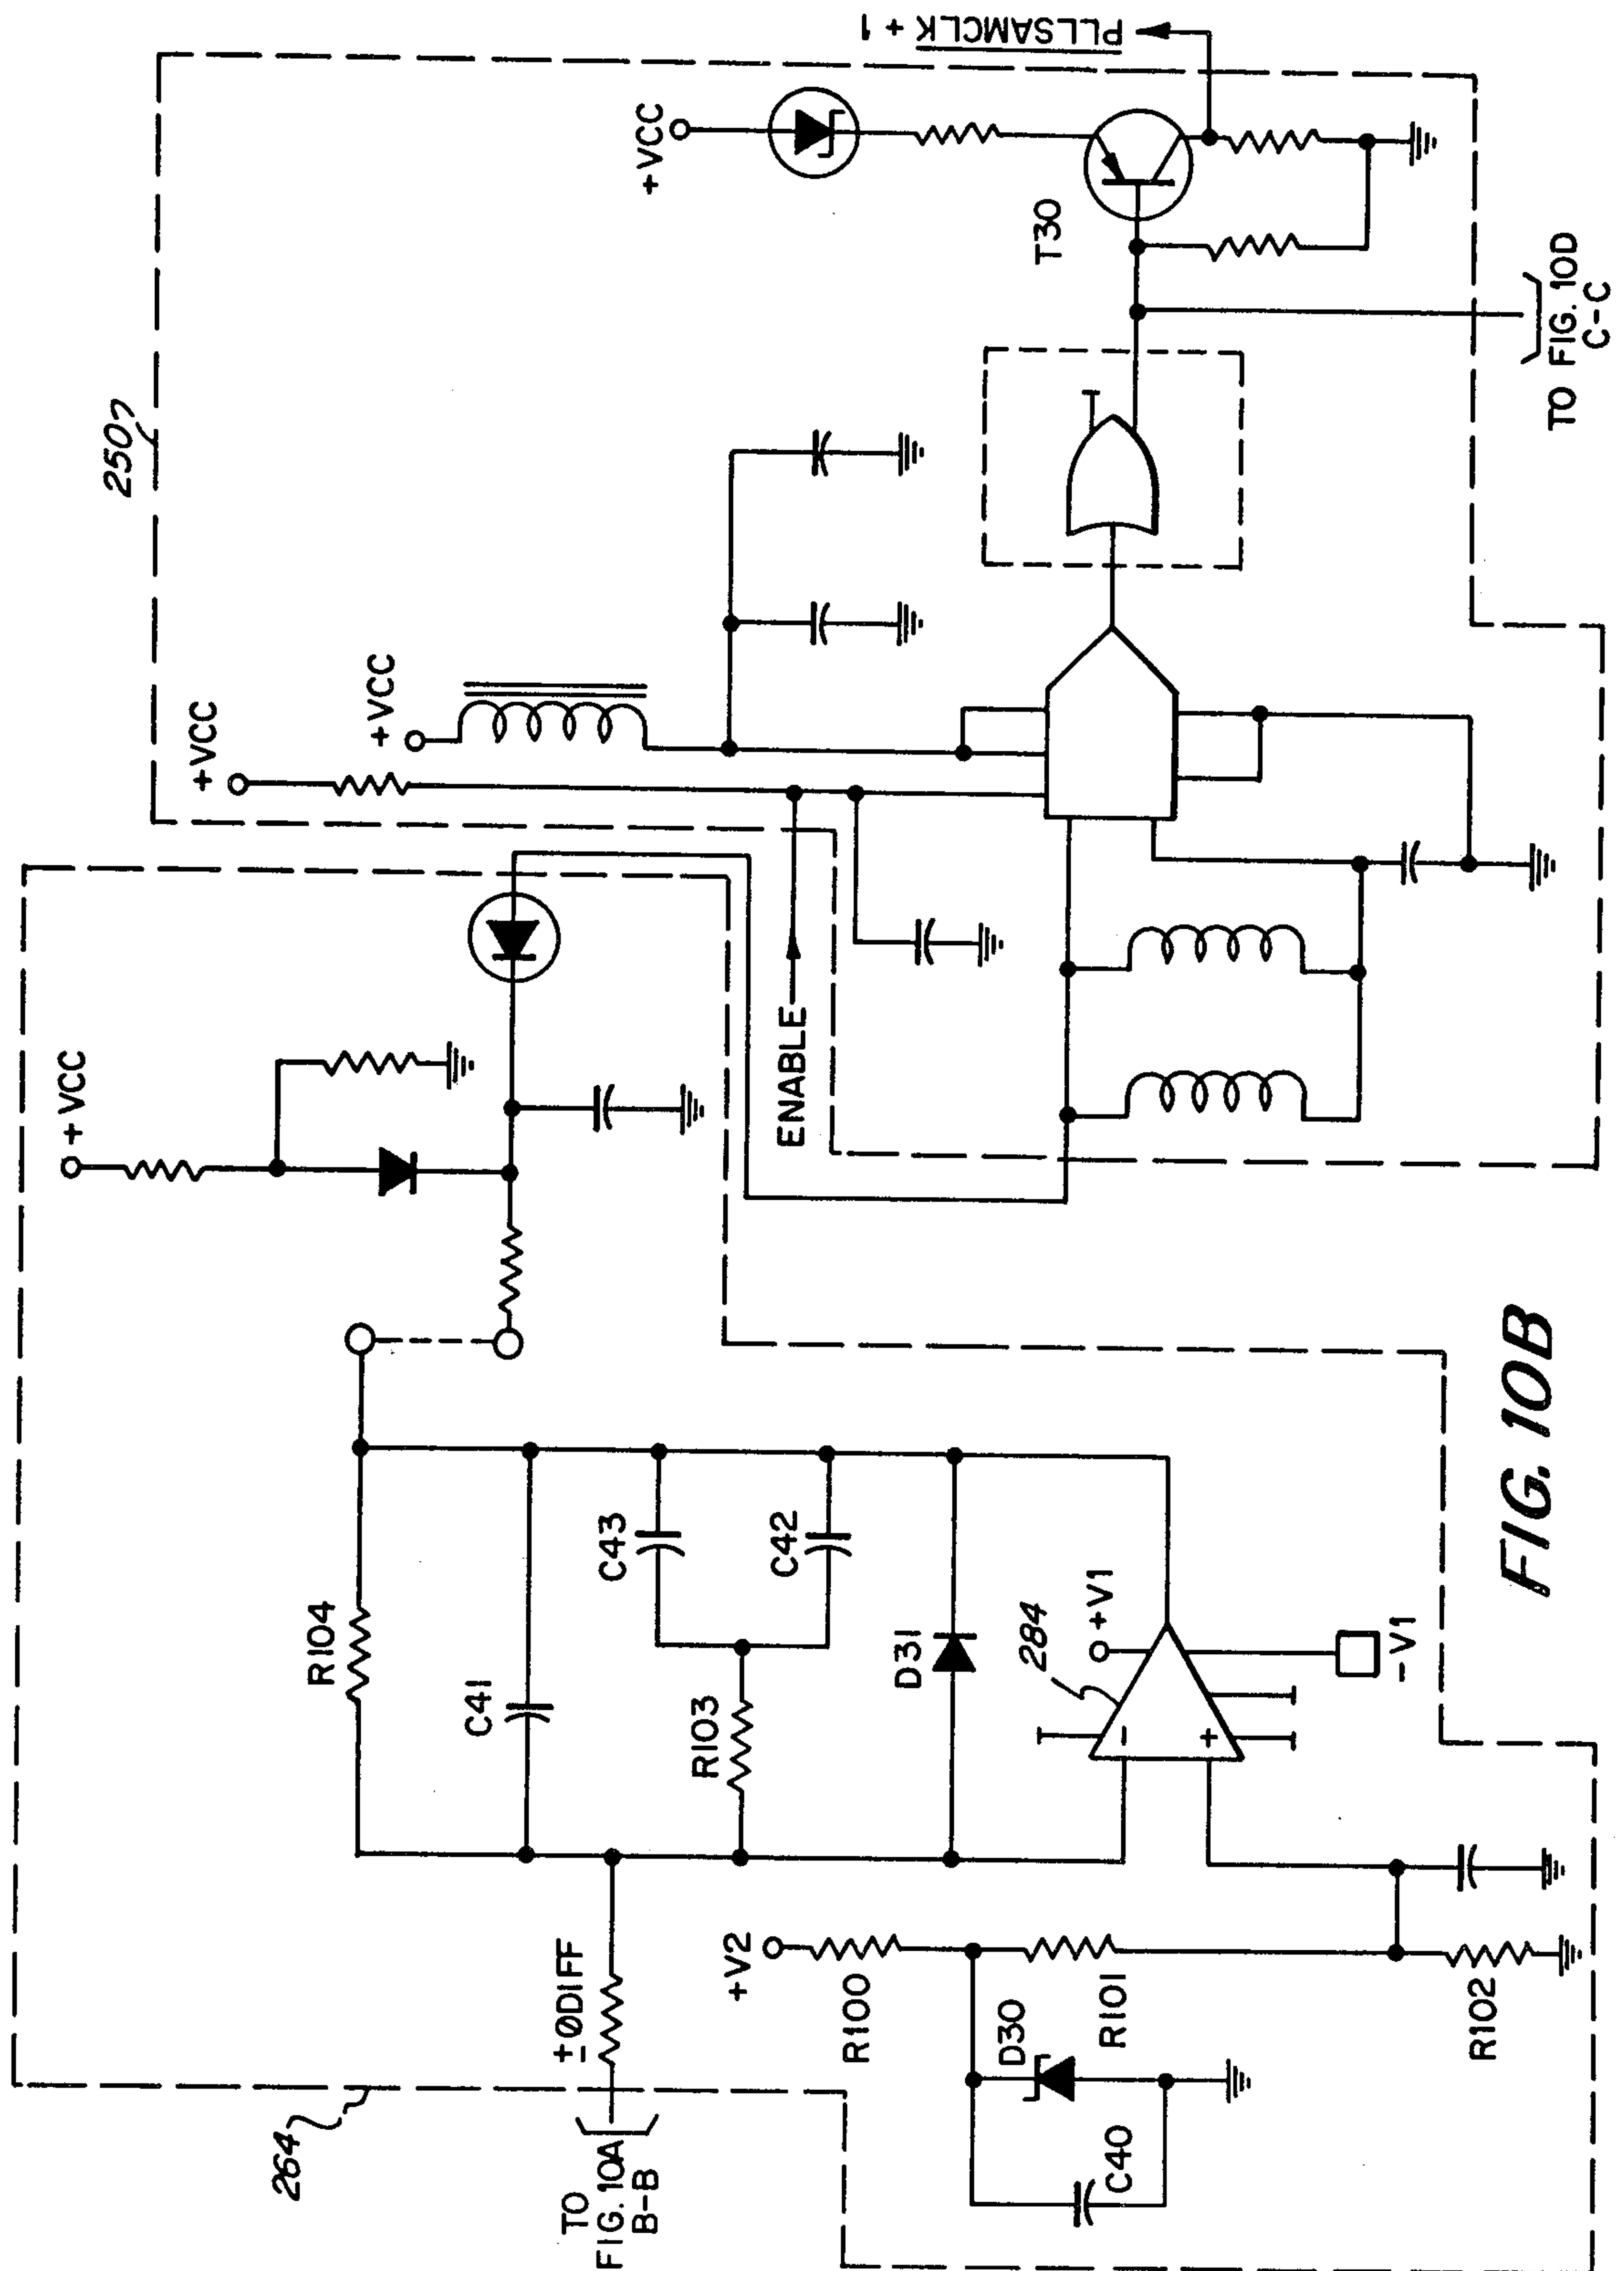 264
TO
FIG. 10A
B-B
±ØDIFF
R104
C41
R103
C43
C42
D31
284
+V1
-V1
+V2
R100
D30
R101
C40
R102
+VCC
ENABLE
250
+VCC
+VCC
+VCC
T30
PLLSAMCLK + 1
TO FIG. 10D
C-C
FIG. 10B